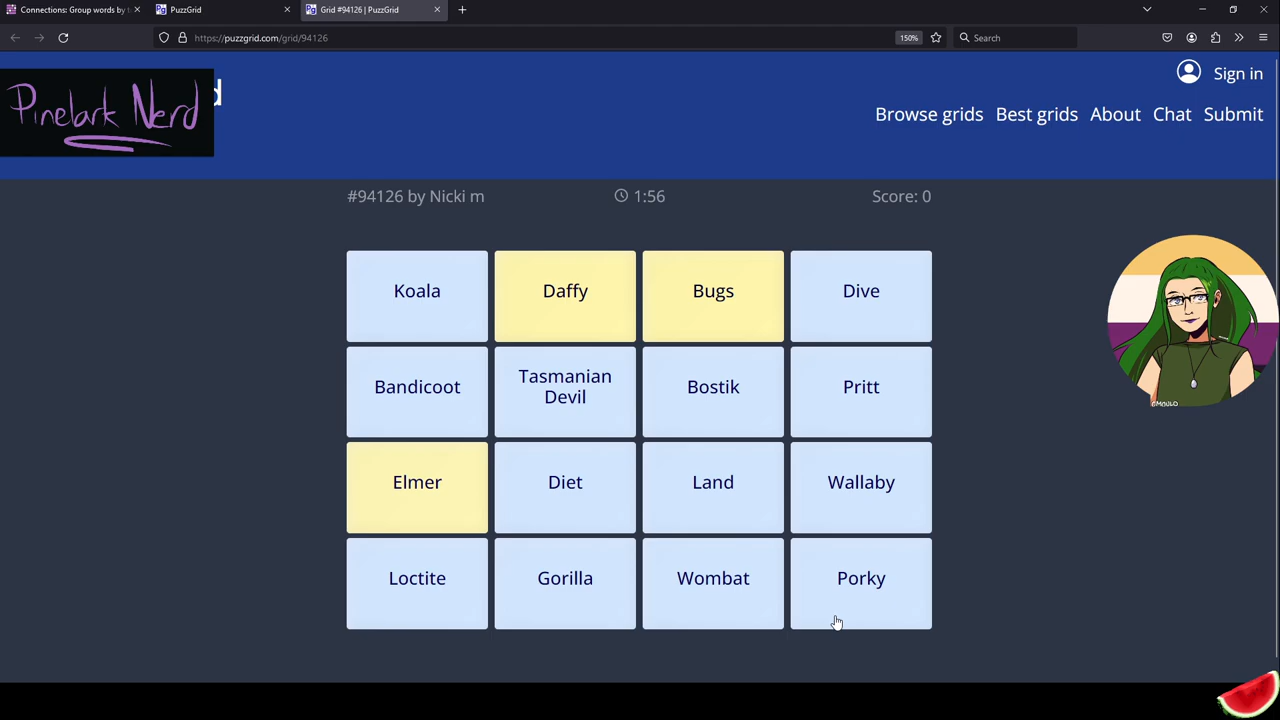 Connections: Group words by t
PuzzGrid
Grid #94126 | PuzzGrid
https://puzzgrid.com/grid/94126
150%
Search
Pinelark Nerd
d
Sign in
Browse grids
Best grids
About
Chat
Submit
#94126 by Nicki m
1:56
Score: 0
Koala
Daffy
Bugs
Dive
Bandicoot
Tasmanian
Devil
Bostik
Pritt
Elmer
Diet
Land
Wallaby
Loctite
Gorilla
Wombat
Porky